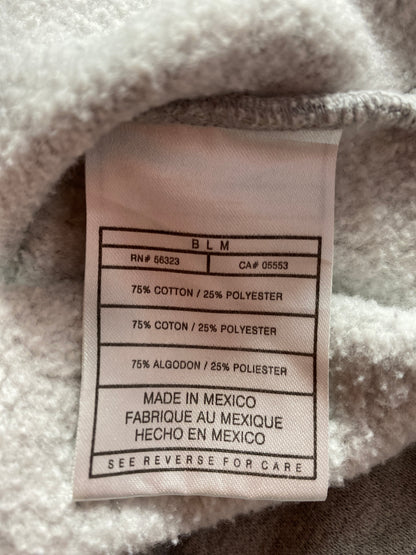 BLM
RN# 56323 CA# 05553
75% COTTON / 25% POLYESTER
75% COTON / 25% POLYESTER
75% ALGODON / 25% POLIESTER
MADE IN MEXICO
FABRIQUE AU MEXIQUE
HECHO EN MEXICO
SEE REVERSE FOR CARE